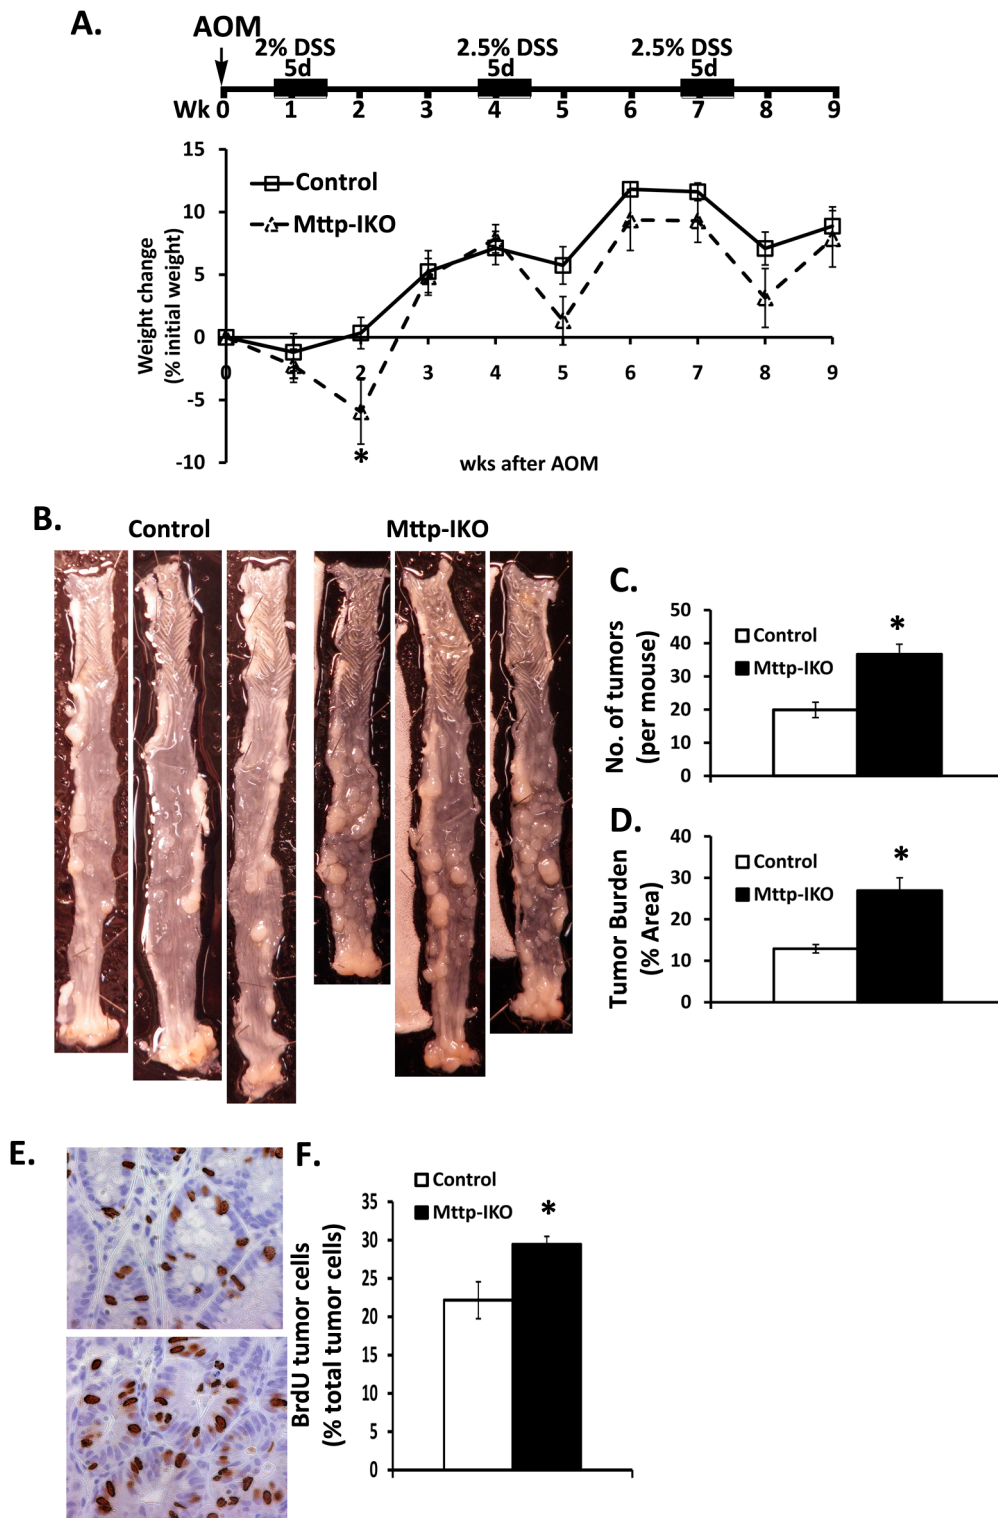 A.
AOM
2% DSS 2.5% DSS 2.5% DSS
5d 5d 5d
Wk 0 1 2 3 4 5 6 7 8 9
15
10
5
0
-5
-10
Weight change
(% initial weight)
Control
Mttp-IKO
0 1 2 3 4 5 6 7 8 9
*
wks after AOM
B.
Control Mttp-IKO
C.
50
40
30
20
10
0
No. of tumors
(per mouse)
Control
Mttp-IKO
*
D.
40
30
20
10
0
Tumor Burden
(% Area)
Control
Mttp-IKO
*
E.
F.
Control
Mttp-IKO
*
35
30
25
20
15
10
5
0
BrdU tumor cells
(% total tumor cells)